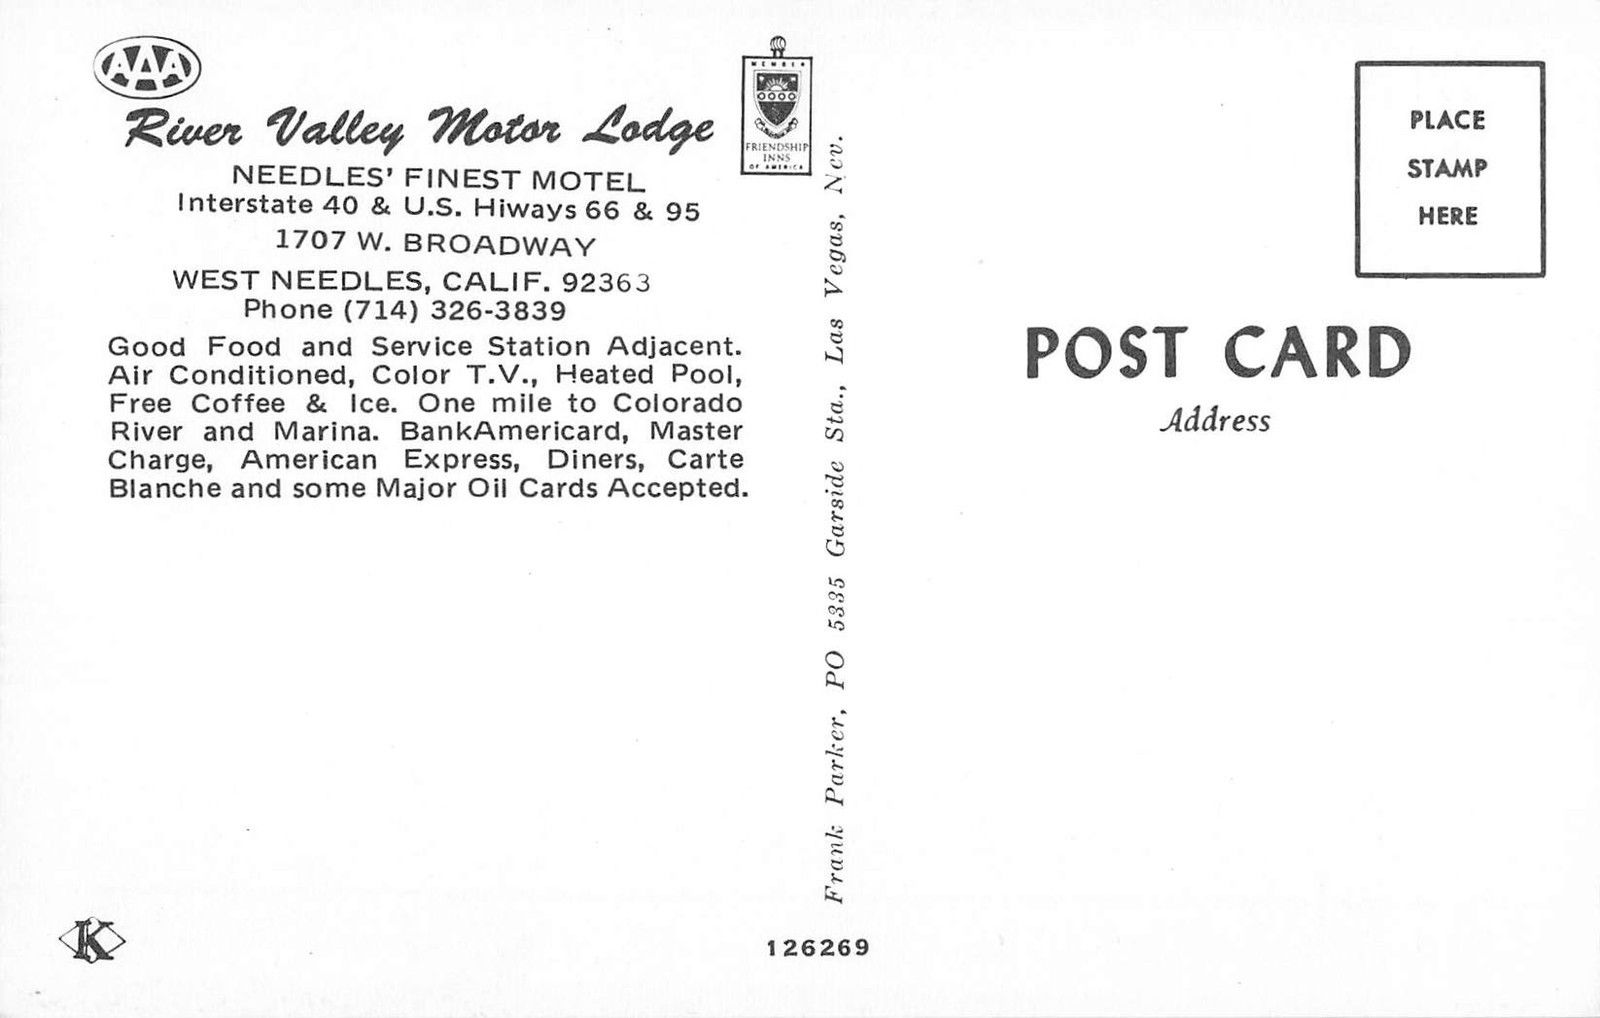 AAA
River Valley Motor Lodge
NEEDLES' FINEST MOTEL
Interstate 40 & U.S. Hiways 66 & 95
1707 W. BROADWAY
WEST NEEDLES, CALIF. 92363
Phone (714) 326-3839
Good Food and Service Station Adjacent.
Air Conditioned, Color T.V., Heated Pool,
Free Coffee & Ice. One mile to Colorado
River and Marina. BankAmericard, Master
Charge, American Express, Diners, Carte
Blanche and some Major Oil Cards Accepted.
MEMBER
FRIENDSHIP
INNS
OF AMERICA
Frank Parker, PO 5335 Garside Sta., Las Vegas, Nev.
PLACE
STAMP
HERE
POST CARD
Address
K
126269